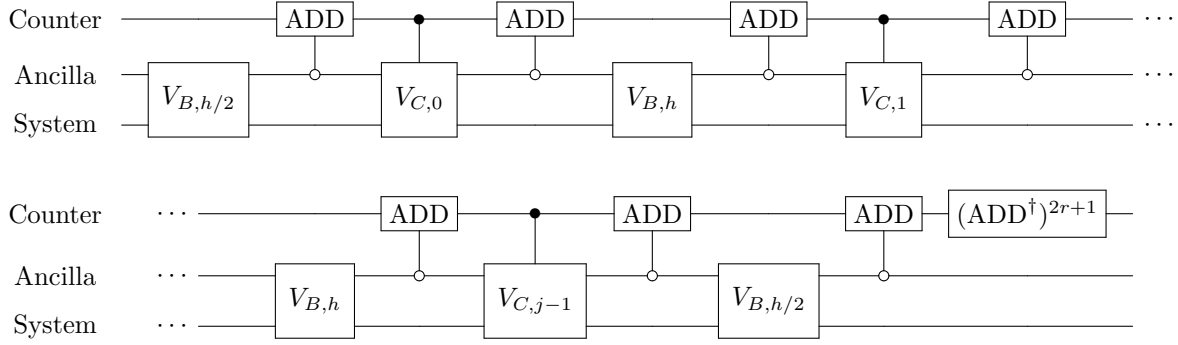 Counter ADD ADD ADD ADD ⋯
Ancilla ⋯
V_{B,h/2} V_{C,0} V_{B,h} V_{C,1}
System ⋯
Counter ⋯ ADD ADD ADD (ADD^†)^{2r+1}
Ancilla ⋯
V_{B,h} V_{C,j−1} V_{B,h/2}
System ⋯